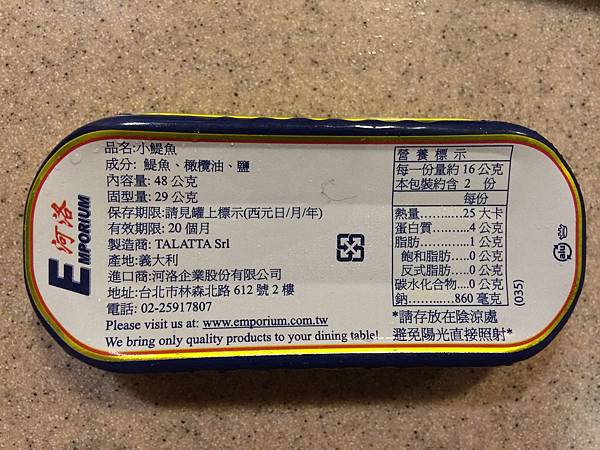 河洛
EMPORIUM
品名:小鯷魚
成分: 鯷魚、橄欖油、鹽
內容量: 48 公克
固型量: 29 公克
保存期限:請見罐上標示(西元日/月/年)
有效期限: 20 個月
製造商: TALATTA Srl
產地:義大利
進口商:河洛企業股份有限公司
地址:台北市林森北路 612 號 2 樓
電話: 02-25917807
Please visit us at: www.emporium.com.tw
We bring only quality products to your dining table!
營養標示
每一份量約 16 公克
本包裝約含 2 份
每份
熱量...........25 大卡
蛋白質.........4 公克
脂肪............1 公克
飽和脂肪.....0 公克
反式脂肪.....0 公克
碳水化合物....0 公克
鈉............860 毫克
*請存放在陰涼處
避免陽光直接照射*
(035)